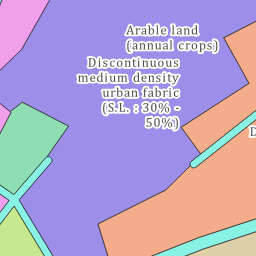 Arable land
(annual crops)
Discontinuous
medium density
urban fabric
(S.L. : 30% -
50%)
D